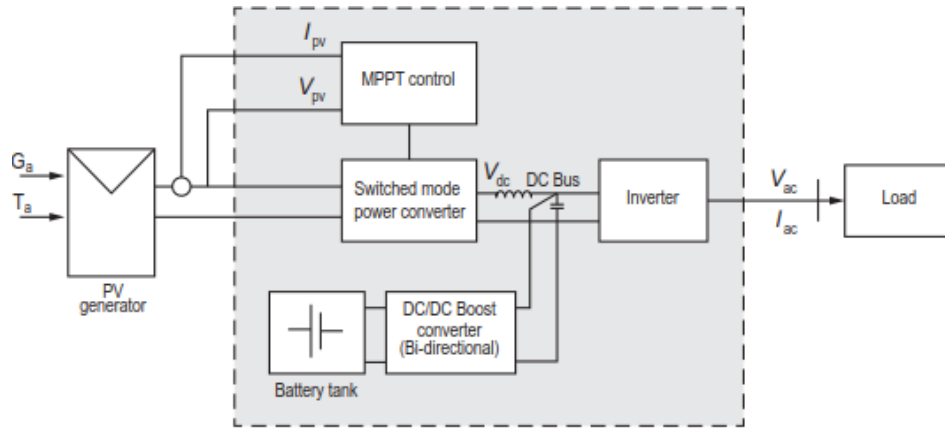 I_pv
MPPT control
V_pv
G_a
T_a
PV
generator
Switched mode
power converter
V_dc
DC Bus
Inverter
V_ac
I_ac
Load
DC/DC Boost
converter
(Bi-directional)
Battery tank